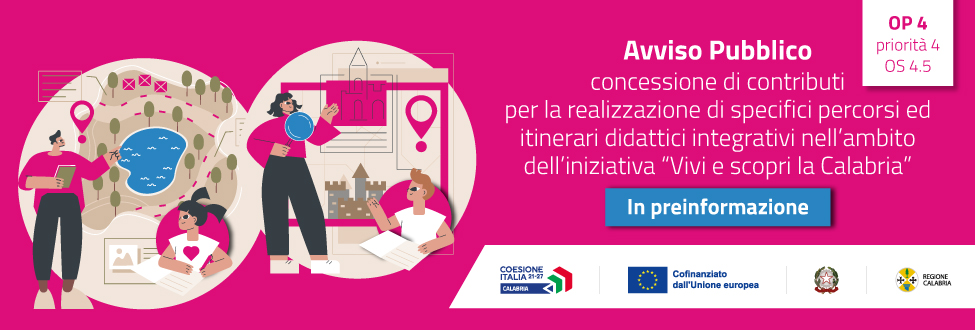 OP 4
priorità 4
OS 4.5
Avviso Pubblico
concessione di contributi
per la realizzazione di specifici percorsi ed
itinerari didattici integrativi nell'ambito
dell'iniziativa "Vivi e scopri la Calabria"
In preinformazione
COESIONE
ITALIA 21-27
CALABRIA
Cofinanziato
dall'Unione europea
REGIONE
CALABRIA